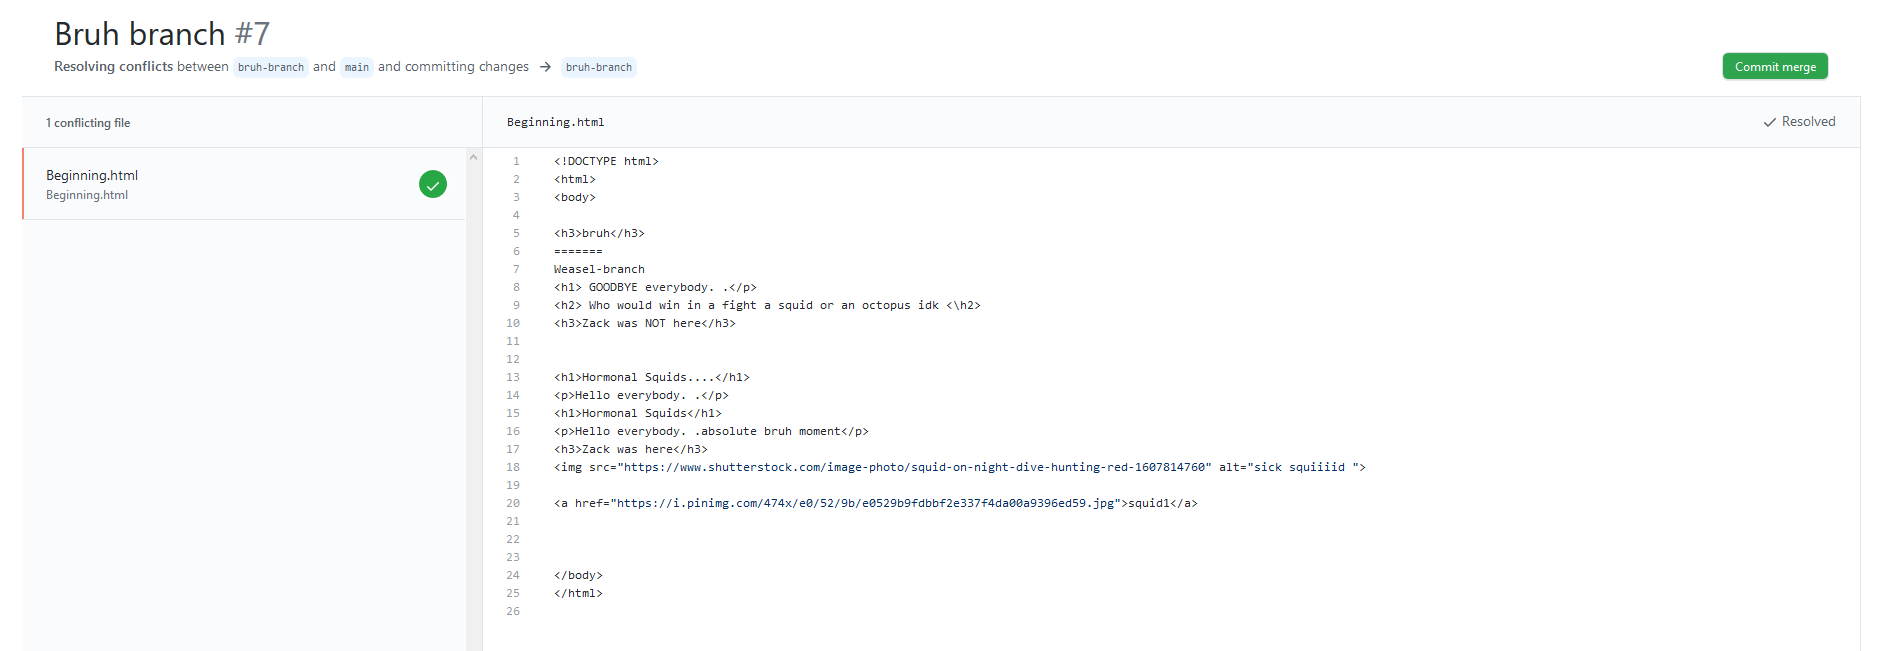 Bruh branch #7
Resolving conflicts between bruh-branch and main and committing changes → bruh-branch
Commit merge
1 conflicting file
Beginning.html
Resolved
Beginning.html
Beginning.html
1 <!DOCTYPE html>
2 <html>
3 <body>
4
5 <h3>bruh</h3>
6 =======
7 Weasel-branch
8 <h1> GOODBYE everybody. .</p>
9 <h2> Who would win in a fight a squid or an octopus idk <\h2>
10 <h3>Zack was NOT here</h3>
11
12
13 <h1>Hormonal Squids....</h1>
14 <p>Hello everybody. .</p>
15 <h1>Hormonal Squids</h1>
16 <p>Hello everybody. .absolute bruh moment</p>
17 <h3>Zack was here</h3>
18 <img src="https://www.shutterstock.com/image-photo/squid-on-night-dive-hunting-red-1607814760" alt="sick squiiiid ">
19
20 <a href="https://i.pinimg.com/474x/e0/52/9b/e0529b9fdbbf2e337f4da00a9396ed59.jpg">squid1</a>
21
22
23
24 </body>
25 </html>
26